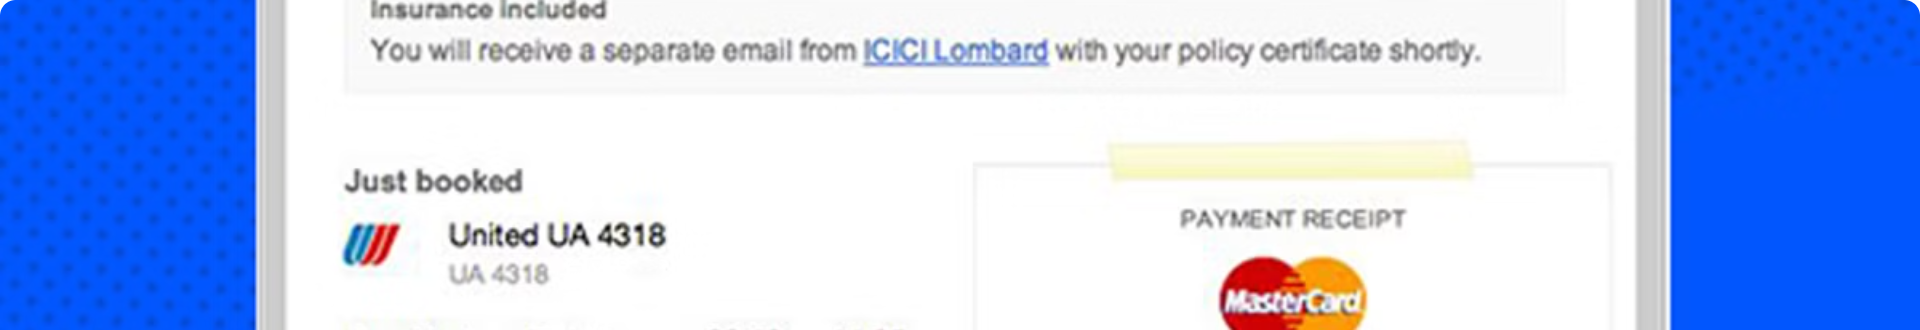 Insurance included
You will receive a separate email from ICICI Lombard with your policy certificate shortly.
Just booked
United UA 4318
UA 4318
PAYMENT RECEIPT
MasterCard